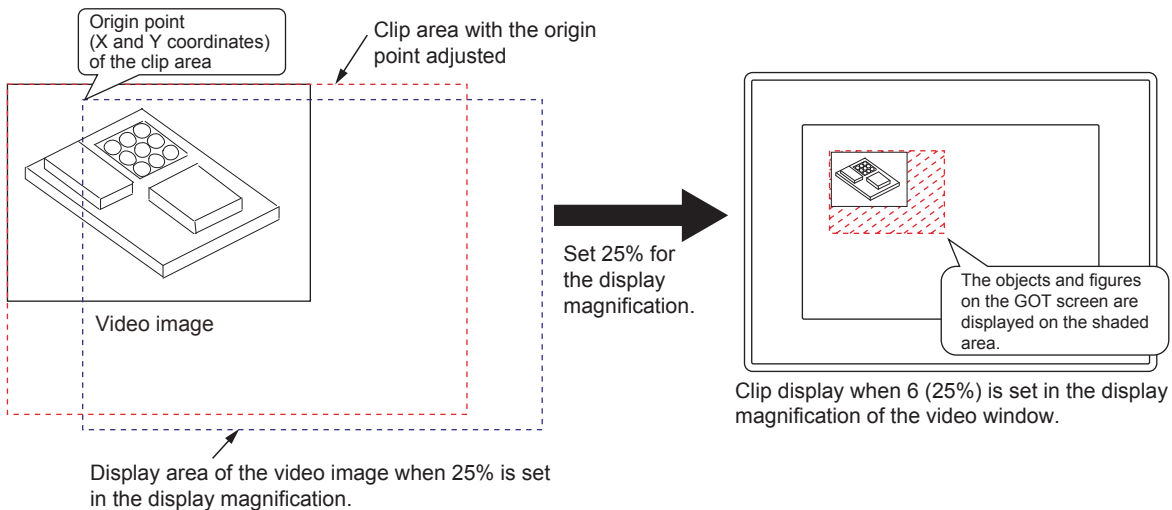 Origin point
(X and Y coordinates)
of the clip area
Clip area with the origin
point adjusted
Video image
Display area of the video image when 25% is set
in the display magnification.
Set 25% for
the display
magnification.
The objects and figures
on the GOT screen are
displayed on the shaded
area.
Clip display when 6 (25%) is set in the display
magnification of the video window.